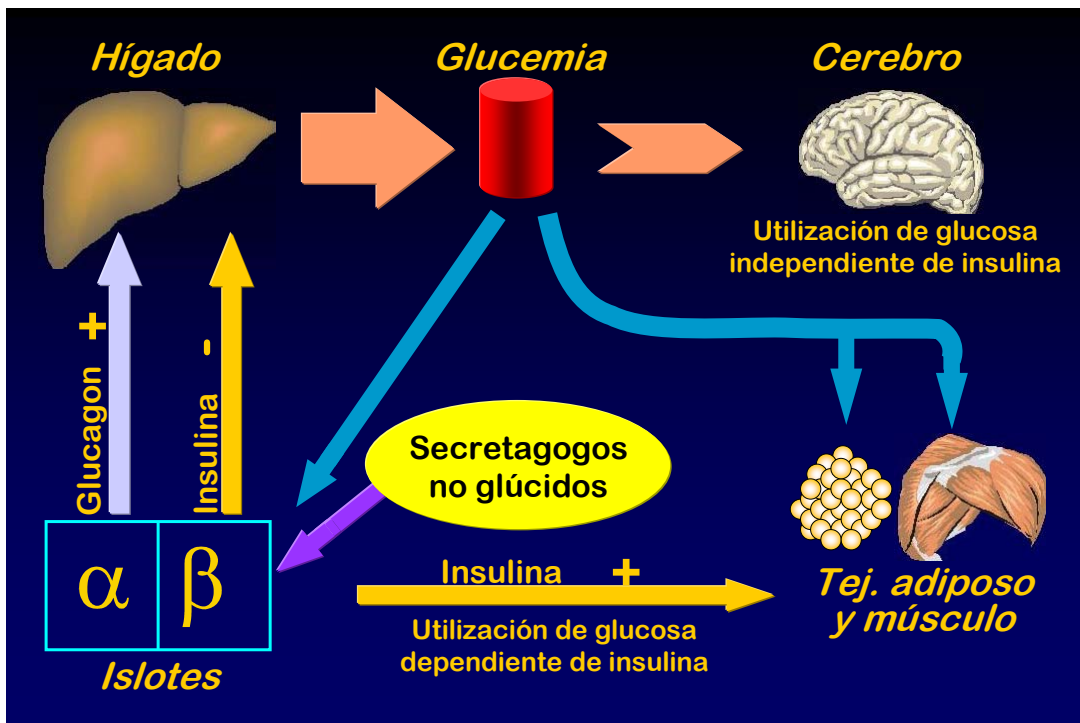 Hígado
Glucemia
Cerebro
Utilización de glucosa
independiente de insulina
Glucagon +
Insulina -
Secretagogos
no glúcidos
α β
Islotes
Insulina +
Utilización de glucosa
dependiente de insulina
Tej. adiposo
y músculo